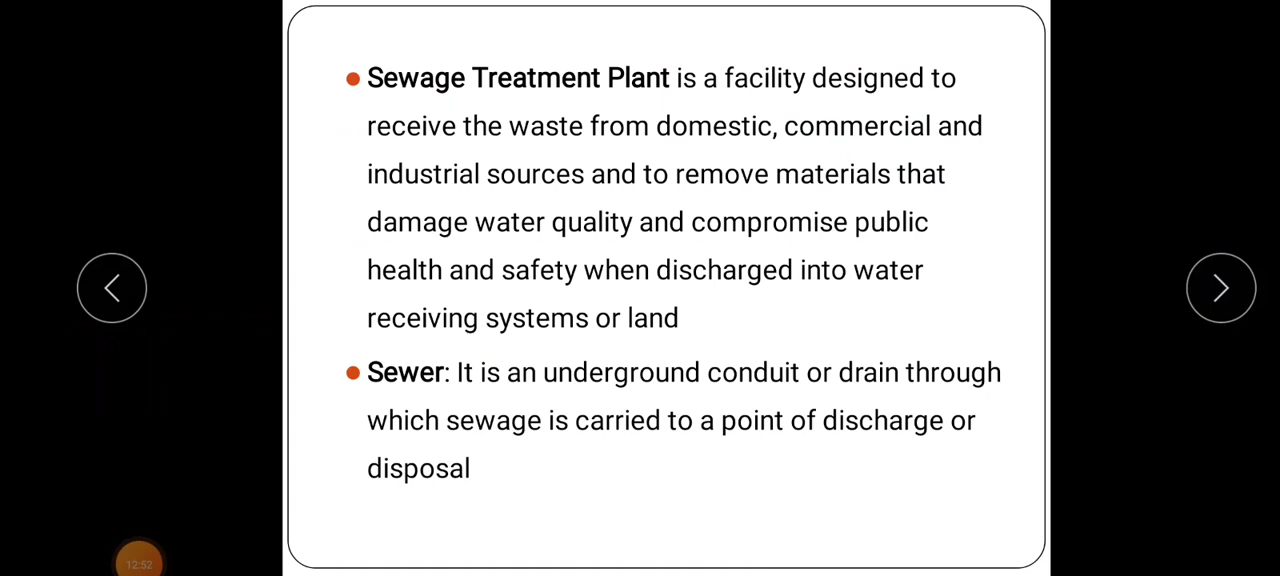 Sewage Treatment Plant is a facility designed to
receive the waste from domestic, commercial and
industrial sources and to remove materials that
damage water quality and compromise public
health and safety when discharged into water
receiving systems or land
Sewer: It is an underground conduit or drain through
which sewage is carried to a point of discharge or
disposal
12:52